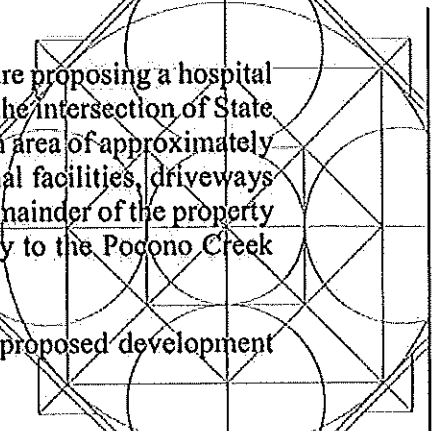 re proposing a hospital
he intersection of State
area of approximately
al facilities, driveways
mainder of the property
y to the Pocono Creek
proposed development